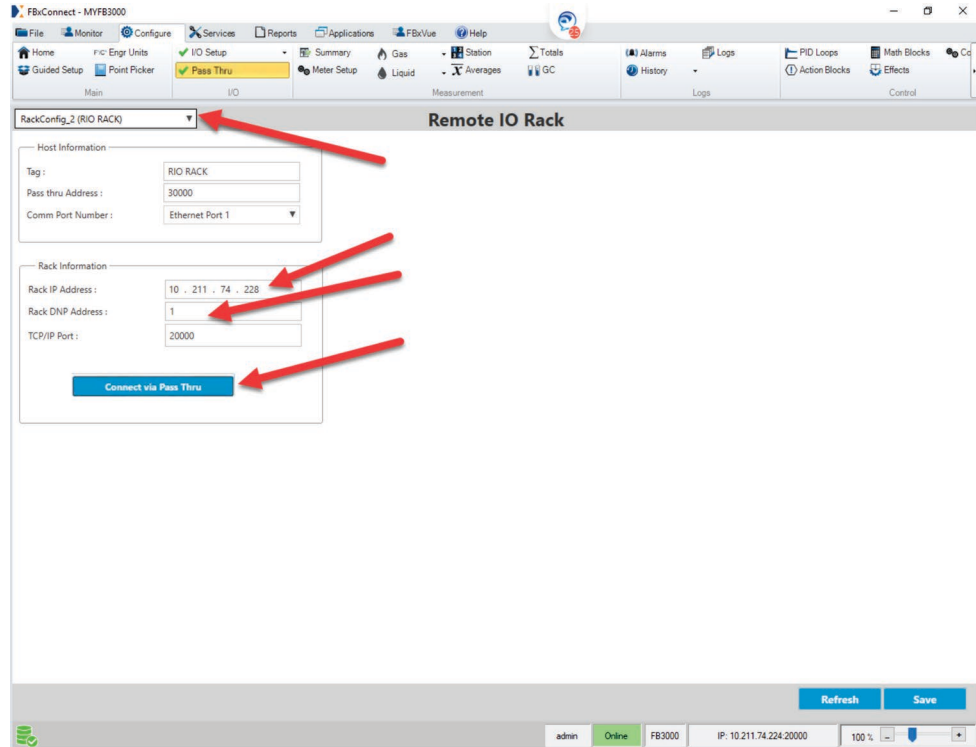 FBxConnect - MYFB3000
File Monitor Configure Services Reports Applications FBxVue Help
Home Engr Units I/O Setup Summary Gas Station Totals Alarms Logs PID Loops Math Blocks
Guided Setup Point Picker Pass Thru Meter Setup Liquid Averages GC History Action Blocks Effects
Main I/O Measurement Logs Control
25
RackConfig_2 (RIO RACK)
Remote IO Rack
Host Information
Tag : RIO RACK
Pass thru Address : 30000
Comm Port Number : Ethernet Port 1
Rack Information
Rack IP Address : 10 . 211 . 74 . 228
Rack DNP Address : 1
TCP/IP Port : 20000
Connect via Pass Thru
Refresh Save
admin Online FB3000 IP: 10.211.74.224:20000 100 % - +